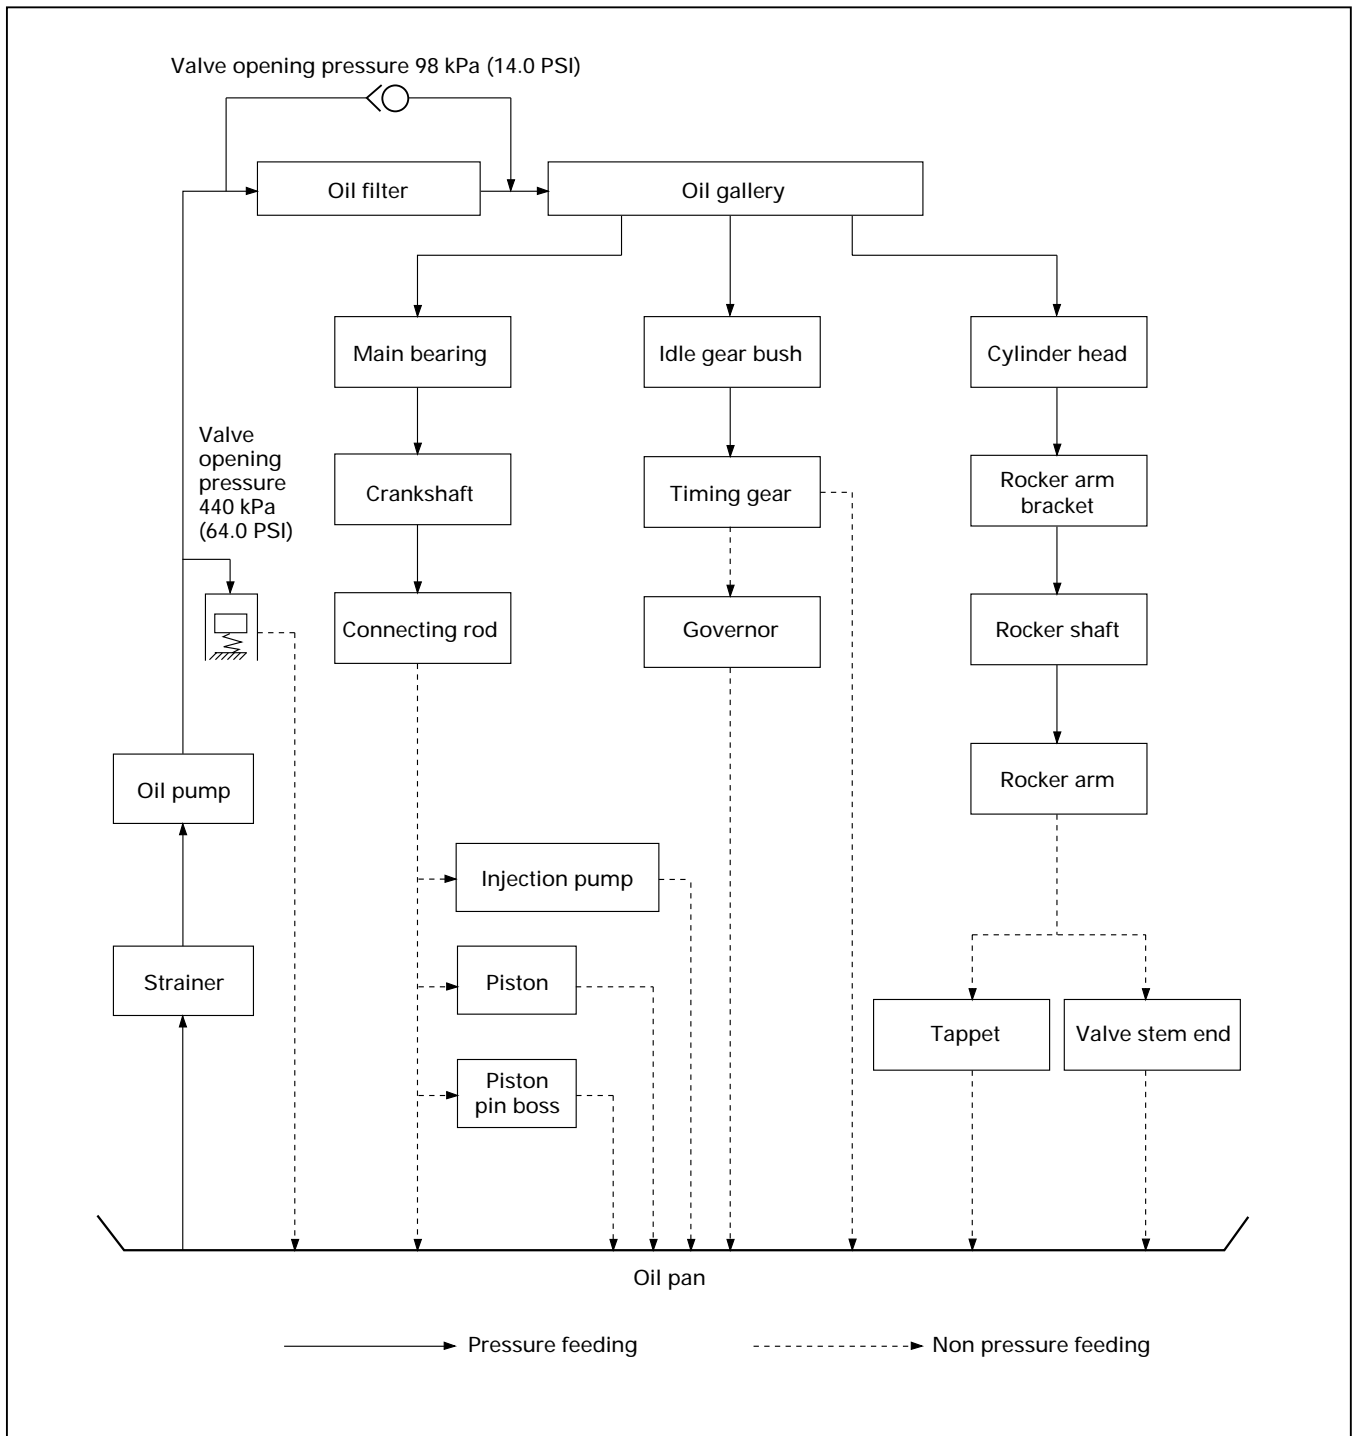 Valve opening pressure 98 kPa (14.0 PSI)
Oil filter
Oil gallery
Main bearing
Idle gear bush
Cylinder head
Valve
opening
pressure
440 kPa
(64.0 PSI)
Crankshaft
Timing gear
Rocker arm
bracket
Connecting rod
Governor
Rocker shaft
Oil pump
Rocker arm
Injection pump
Strainer
Piston
Tappet
Valve stem end
Piston
pin boss
Oil pan
Pressure feeding
Non pressure feeding